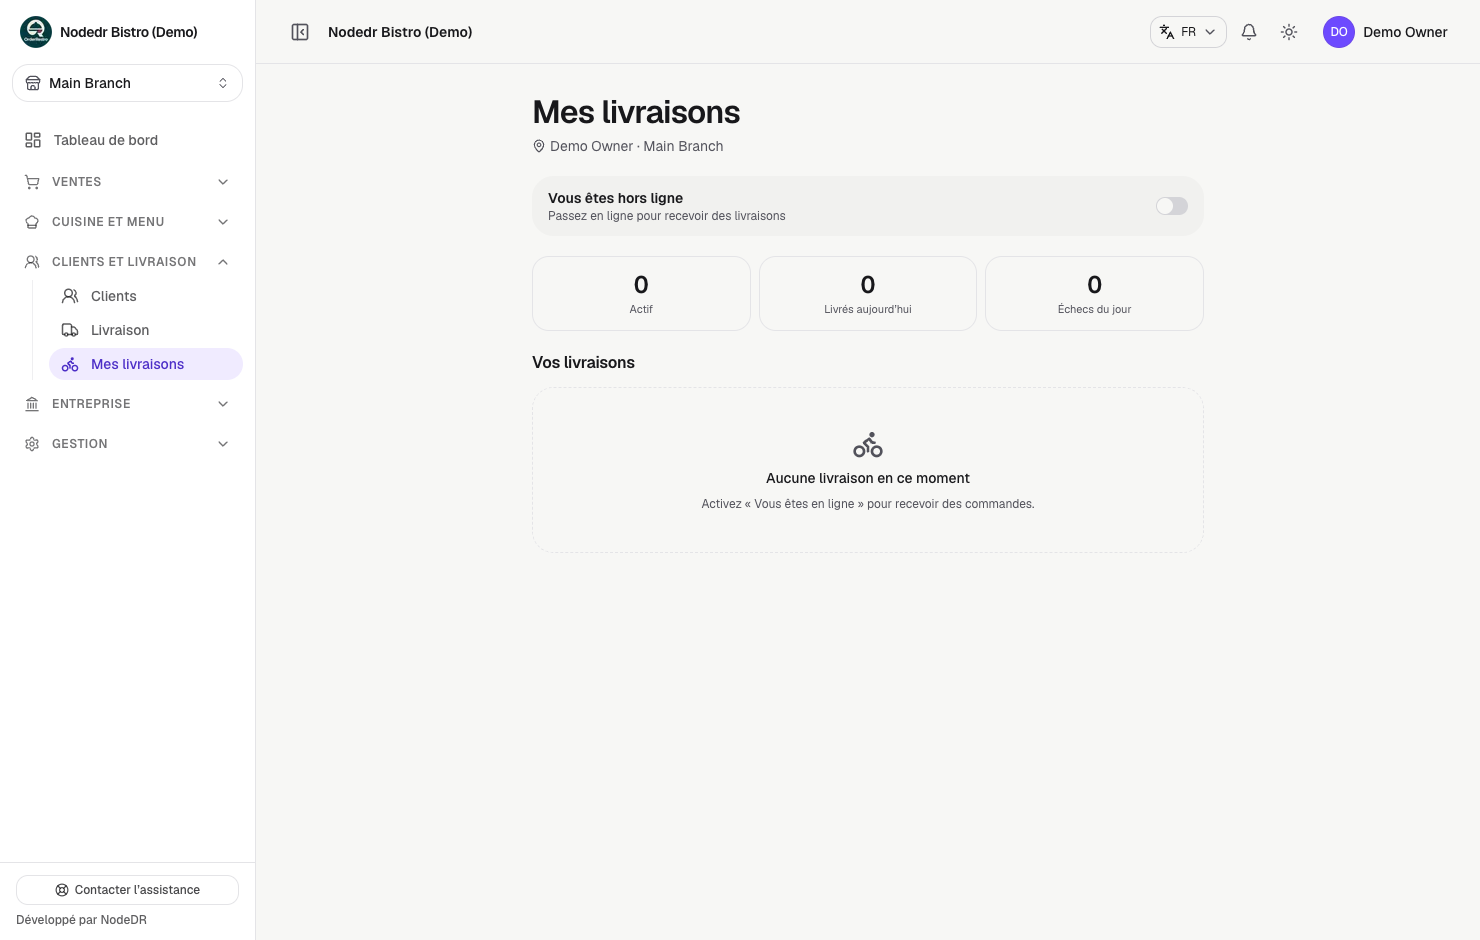 Nodedr Bistro (Demo)
Main Branch
Tableau de bord
VENTES
CUISINE ET MENU
CLIENTS ET LIVRAISON
Clients
Livraison
Mes livraisons
ENTREPRISE
GESTION
Contacter l'assistance
Développé par NodeDR
Nodedr Bistro (Demo)
FR
DO
Demo Owner
Mes livraisons
Demo Owner · Main Branch
Vous êtes hors ligne
Passez en ligne pour recevoir des livraisons
0
Actif
0
Livrés aujourd'hui
0
Échecs du jour
Vos livraisons
Aucune livraison en ce moment
Activez « Vous êtes en ligne » pour recevoir des commandes.